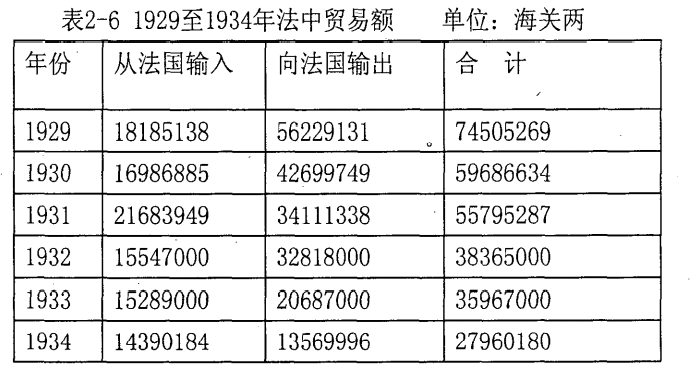 表2-6 1929至1934年法中贸易额 单位：海关两
年份 从法国输入 向法国输出 合 计
1929 18185138 56229131 74505269
1930 16986885 42699749 59686634
1931 21683949 34111338 55795287
1932 15547000 32818000 38365000
1933 15289000 20687000 35967000
1934 14390184 13569996 27960180